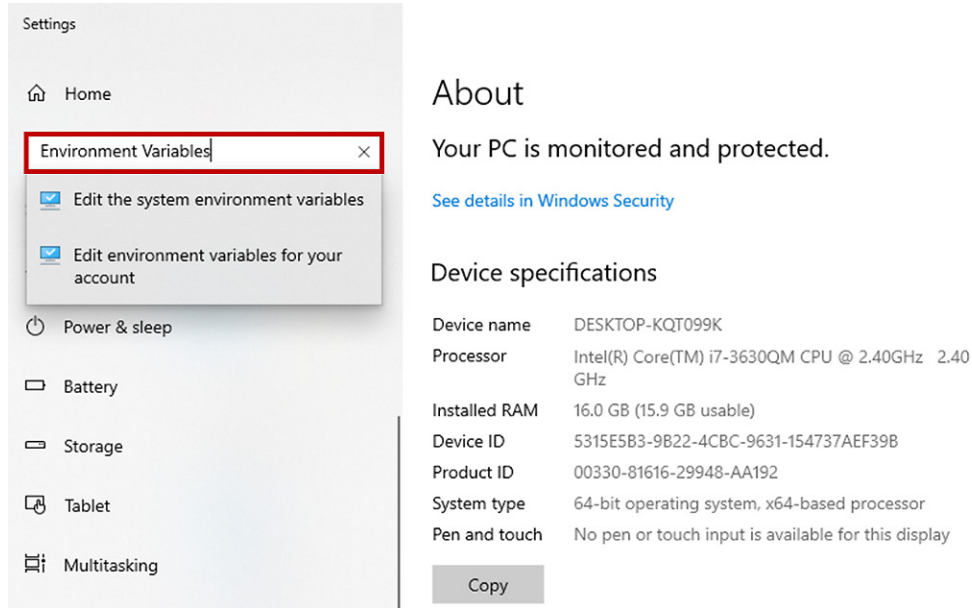 Settings
Home
Environment Variables
Edit the system environment variables
Edit environment variables for your
account
Power & sleep
Battery
Storage
Tablet
Multitasking
About
Your PC is monitored and protected.
See details in Windows Security
Device specifications
Device name DESKTOP-KQT099K
Processor Intel(R) Core(TM) i7-3630QM CPU @ 2.40GHz 2.40
GHz
Installed RAM 16.0 GB (15.9 GB usable)
Device ID 5315E5B3-9B22-4CBC-9631-154737AEF39B
Product ID 00330-81616-29948-AA192
System type 64-bit operating system, x64-based processor
Pen and touch No pen or touch input is available for this display
Copy